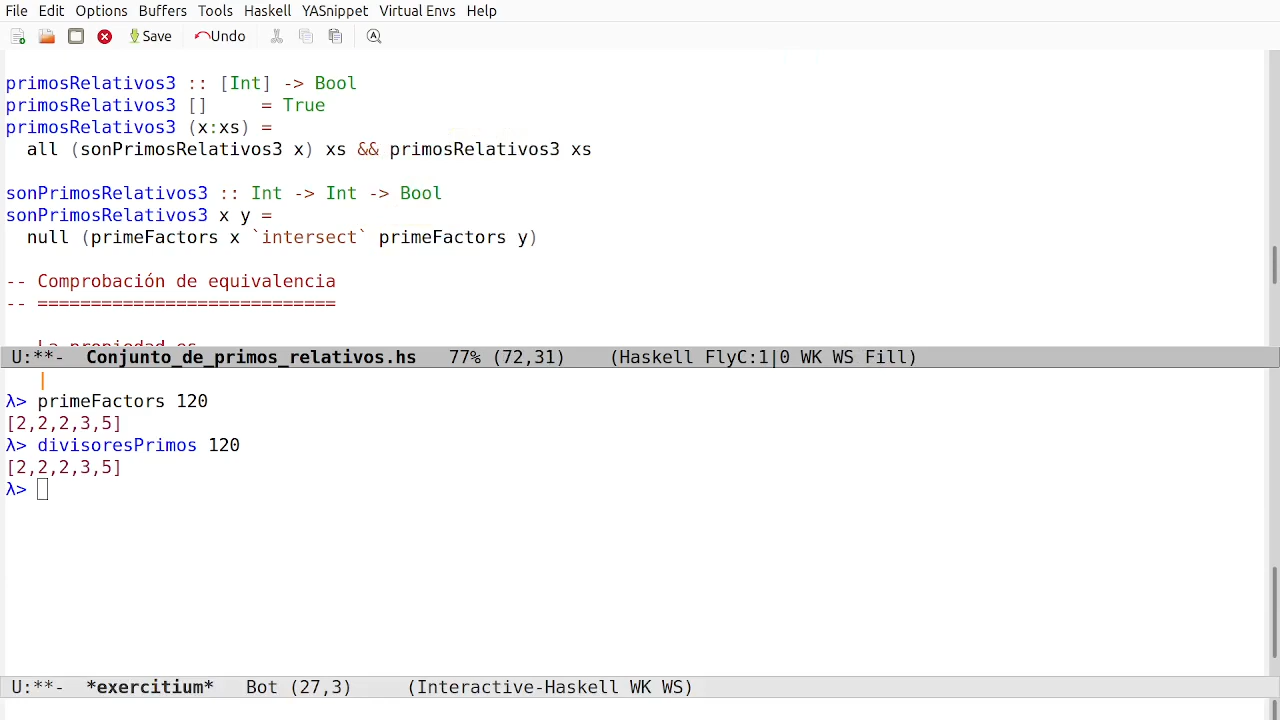 File Edit Options Buffers Tools Haskell YASnippet Virtual Envs Help
Save Undo
primosRelativos3 :: [Int] -> Bool
primosRelativos3 []     = True
primosRelativos3 (x:xs) =
  all (sonPrimosRelativos3 x) xs && primosRelativos3 xs
sonPrimosRelativos3 :: Int -> Int -> Bool
sonPrimosRelativos3 x y =
  null (primeFactors x `intersect` primeFactors y)
-- Comprobación de equivalencia
-- ============================
La propiedad es
U:**-  Conjunto_de_primos_relativos.hs   77% (72,31)    (Haskell FlyC:1|0 WK WS Fill)
|
λ> primeFactors 120
[2,2,2,3,5]
λ> divisoresPrimos 120
[2,2,2,3,5]
λ>
U:**-  *exercitium*   Bot (27,3)    (Interactive-Haskell WK WS)